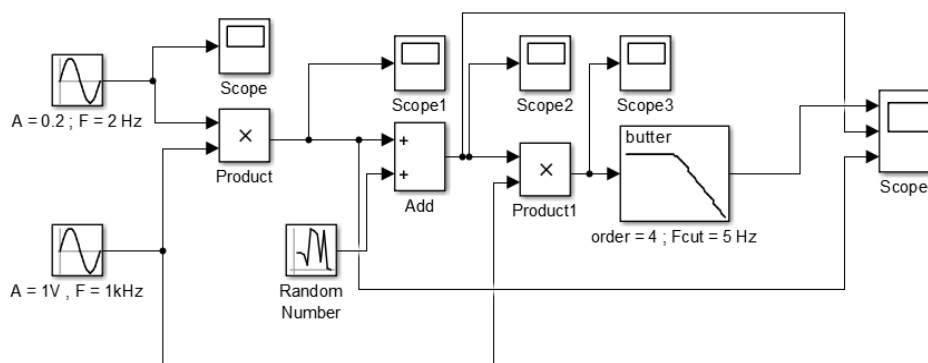 Scope
A = 0.2 ; F = 2 Hz
×
Product
Scope1
Scope2
Scope3
+
+
Add
×
Product1
butter
order = 4 ; Fcut = 5 Hz
Scope
A = 1V , F = 1kHz
Random
Number